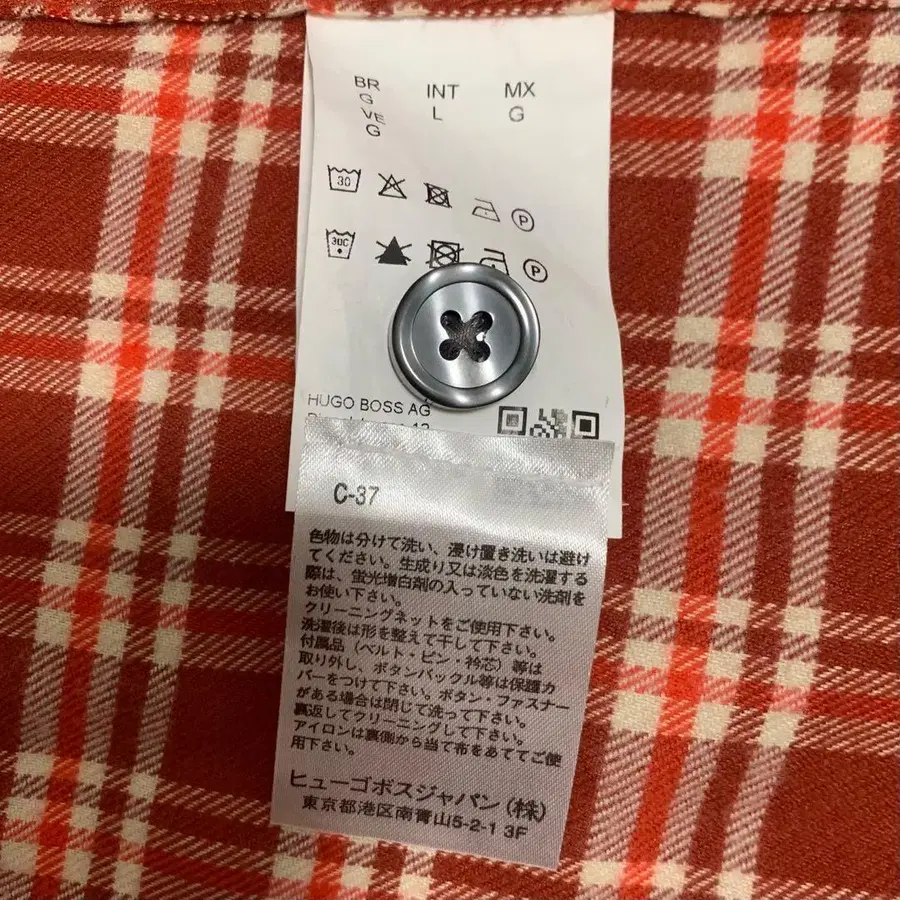 BR
G
VE
G
INT
L
MX
G
30
P
30C
P
HUGO BOSS AG
C-37
色物は分けて洗い、浸け置き洗いは避け
てください。生成り又は淡色を洗濯する
際は、蛍光増白剤の入っていない洗剤を
お使い下さい。
クリーニングネットをご使用下さい。
洗濯後は形を整えて干して下さい。
付属品（ベルト・ピン・衿芯）等は
取り外し、ボタンバックル等は保護カ
バーをつけて下さい。ボタン・ファスナー
がある場合は閉じて洗って下さい。
裏返してクリーニングして下さい。
アイロンは裏側から当て布をあててご使
用下さい。
ヒューゴボスジャパン(株)
東京都港区南青山5-2-1 3F